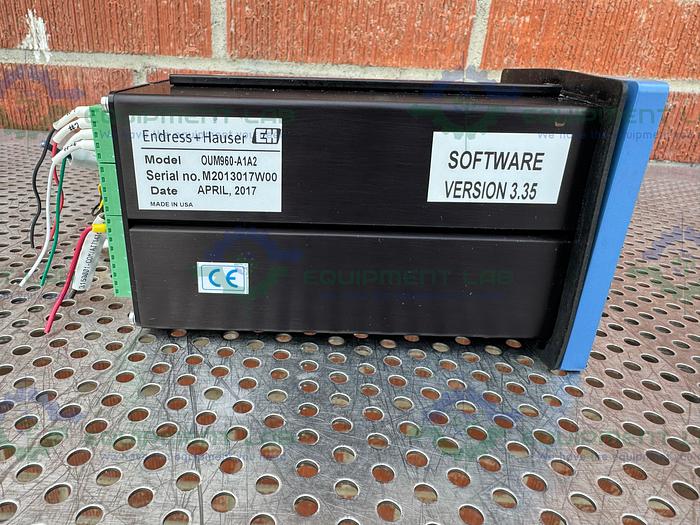 Endress+Hauser EH
Model OUM960-A1A2
Serial no. M2013017W00
Date APRIL, 2017
MADE IN USA
SOFTWARE
VERSION 3.35
CE
EQUIPMENT LAB